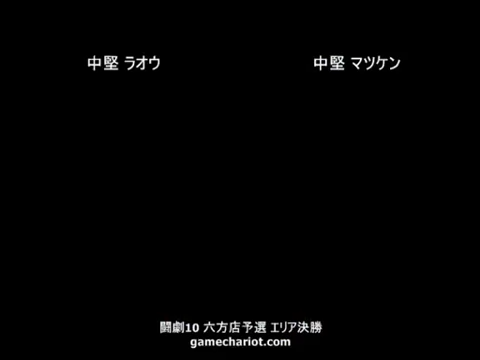 中堅 ラオウ
中堅 マツケン
闘劇10 六方店予選 エリア決勝
gamechariot.com